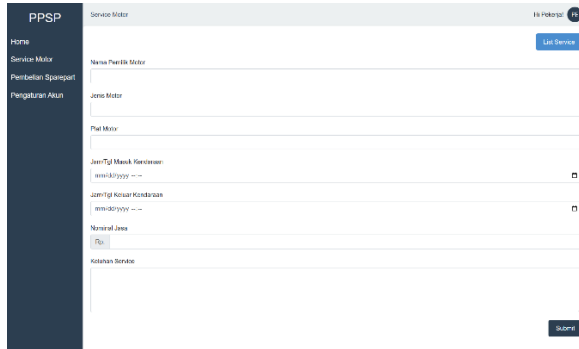 PPSP
Service Motor
Hi Pekerja!
PE
Home
Service Motor
Pembelian Sparepart
Pengaturan Akun
List Service
Nama Pemilik Motor
Jenis Motor
Plat Motor
Jam/Tgl Masuk Kendaraan
mm/dd/yyyy --:--
Jam/Tgl Keluar Kendaraan
mm/dd/yyyy --:--
Nominal Jasa
Rp.
Keluhan Service
Submit